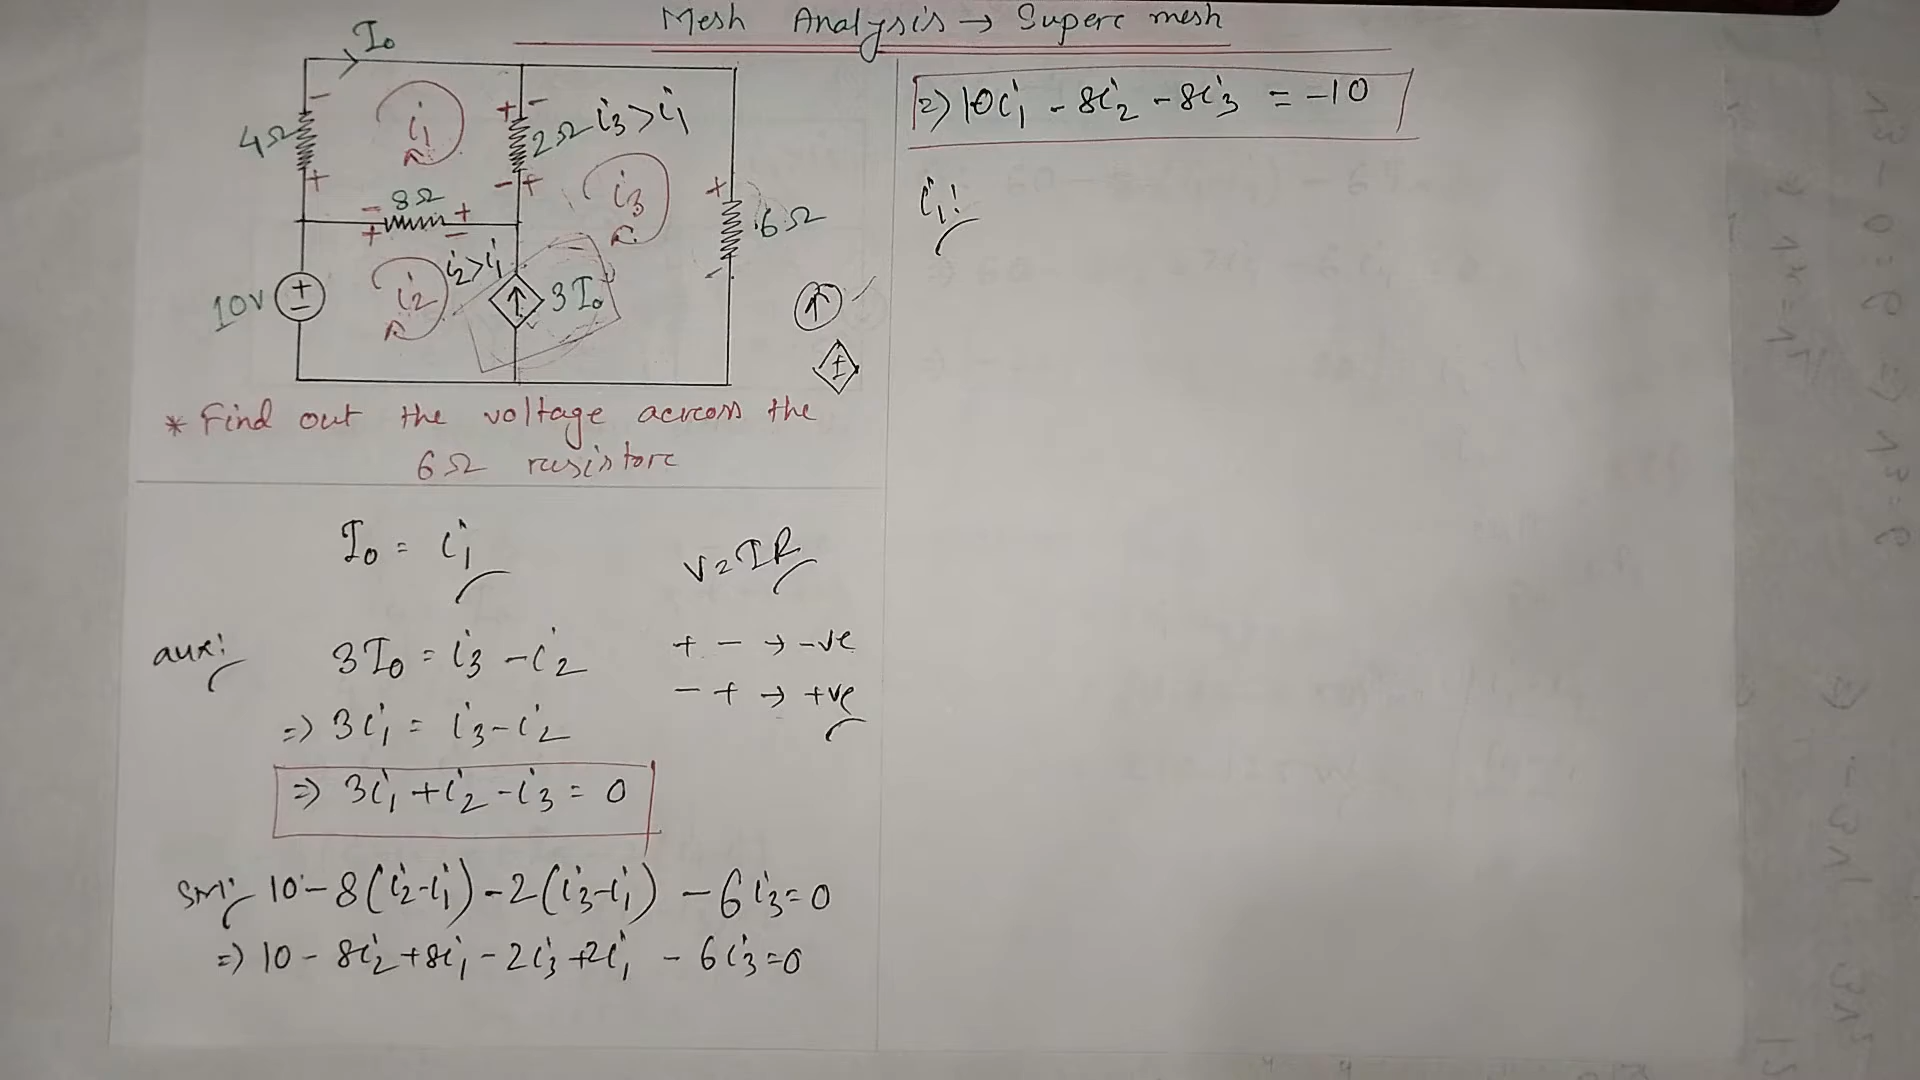 Mesh Analysis → Superc mesh
I₀
4Ω
i₁
2Ω
i₃>i₁
i₃
8Ω
6Ω
10V
i₂
i₂>i₁
3I₀
* Find out the voltage across the
6Ω resistorc
I₀ = i₁
V=IR
aux:
3I₀ = i₃ - i₂
+ - → -ve
- + → +ve
=> 3i₁ = i₃-i₂
=> 3i₁ + i₂ - i₃ = 0
SM: 10 - 8(i₂-i₁) - 2(i₃-i₁) - 6i₃=0
=> 10 - 8i₂ + 8i₁ - 2i₃ + 2i₁ - 6i₃=0
=> 10i₁ - 8i₂ - 8i₃ = -10
i₁: